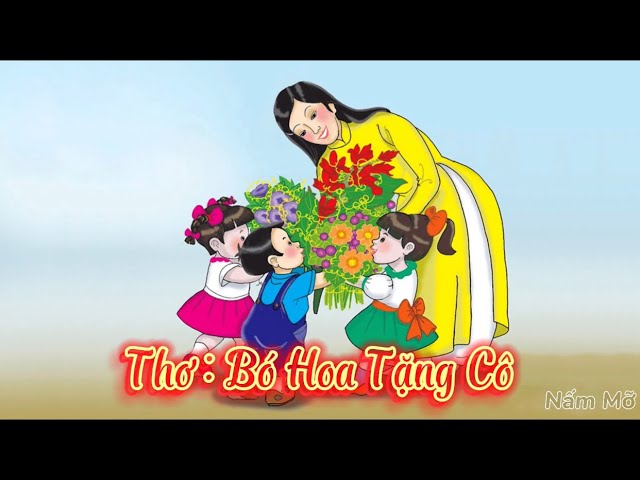 Thơ : Bó Hoa Tặng Cô
Nấm Mỡ